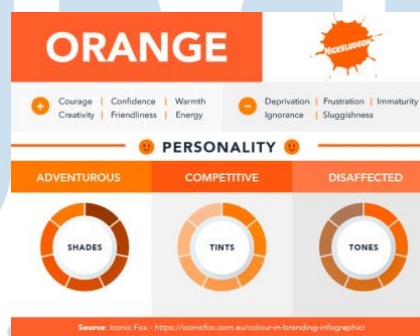 ORANGE
NICKELODEON
+ Courage | Confidence | Warmth
Creativity | Friendliness | Energy
- Deprivation | Frustration | Immaturity
Ignorance | Sluggishness
PERSONALITY
ADVENTUROUS
COMPETITIVE
DISAFFECTED
SHADES
TINTS
TONES
Source: Iconic Fox - https://iconicfox.com.au/colour-in-branding-infographic/